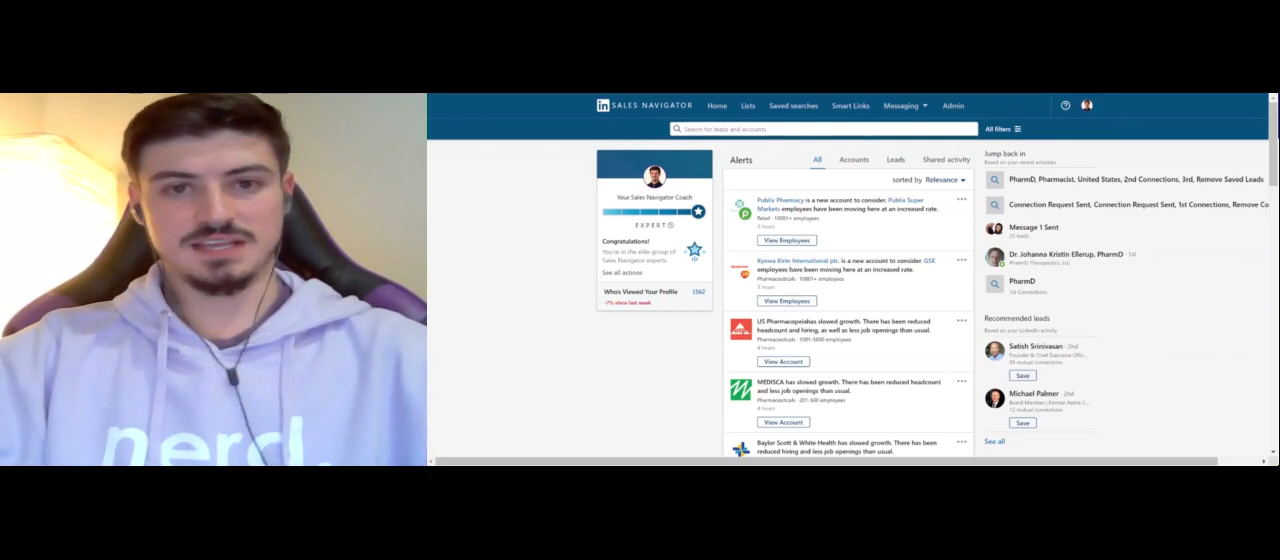 nerd
in SALES NAVIGATOR
Home Lists Saved searches Smart Links Messaging Admin
Search for leads and accounts
All filters
Your Sales Navigator Coach
EXPERT
Congratulations!
You're in the elite group of
Sales Navigator experts.
See all actions
Who's Viewed Your Profile 1362
-7% since last week
Alerts All Accounts Leads Shared activity
sorted by Relevance
Publix Pharmacy is a new account to consider. Publix Super
Markets employees have been moving here at an increased rate.
Retail · 10001+ employees
3 hours
View Employees
Kyowa Kirin International plc. is a new account to consider. GSK
employees have been moving here at an increased rate.
Pharmaceuticals · 10001+ employees
3 hours
View Employees
US Pharmacopeiahas slowed growth. There has been reduced
headcount and hiring, as well as less job openings than usual.
Pharmaceuticals · 1001-5000 employees
4 hours
View Account
MEDISCA has slowed growth. There has been reduced headcount
and less job openings than usual.
Pharmaceuticals · 201-500 employees
4 hours
View Account
Baylor Scott & White Health has slowed growth. There has been
reduced hiring and less job openings than usual.
Jump back in
Based on your recent activities
PharmD, Pharmacist, United States, 2nd Connections, 3rd, Remove Saved Leads
Connection Request Sent, Connection Request Sent, 1st Connections, Remove Co
Message 1 Sent
25 leads
Dr. Johanna Kristin Ellerup, PharmD · 1st
PharmD Therapeutics, LLC
PharmD
1st Connections
Recommended leads
Based on your LinkedIn activity
Satish Srinivasan · 2nd
Founder & Chief Executive Offic...
59 mutual connections
Save
Michael Palmer · 2nd
Board Member | Former Aetna C...
12 mutual connections
Save
See all